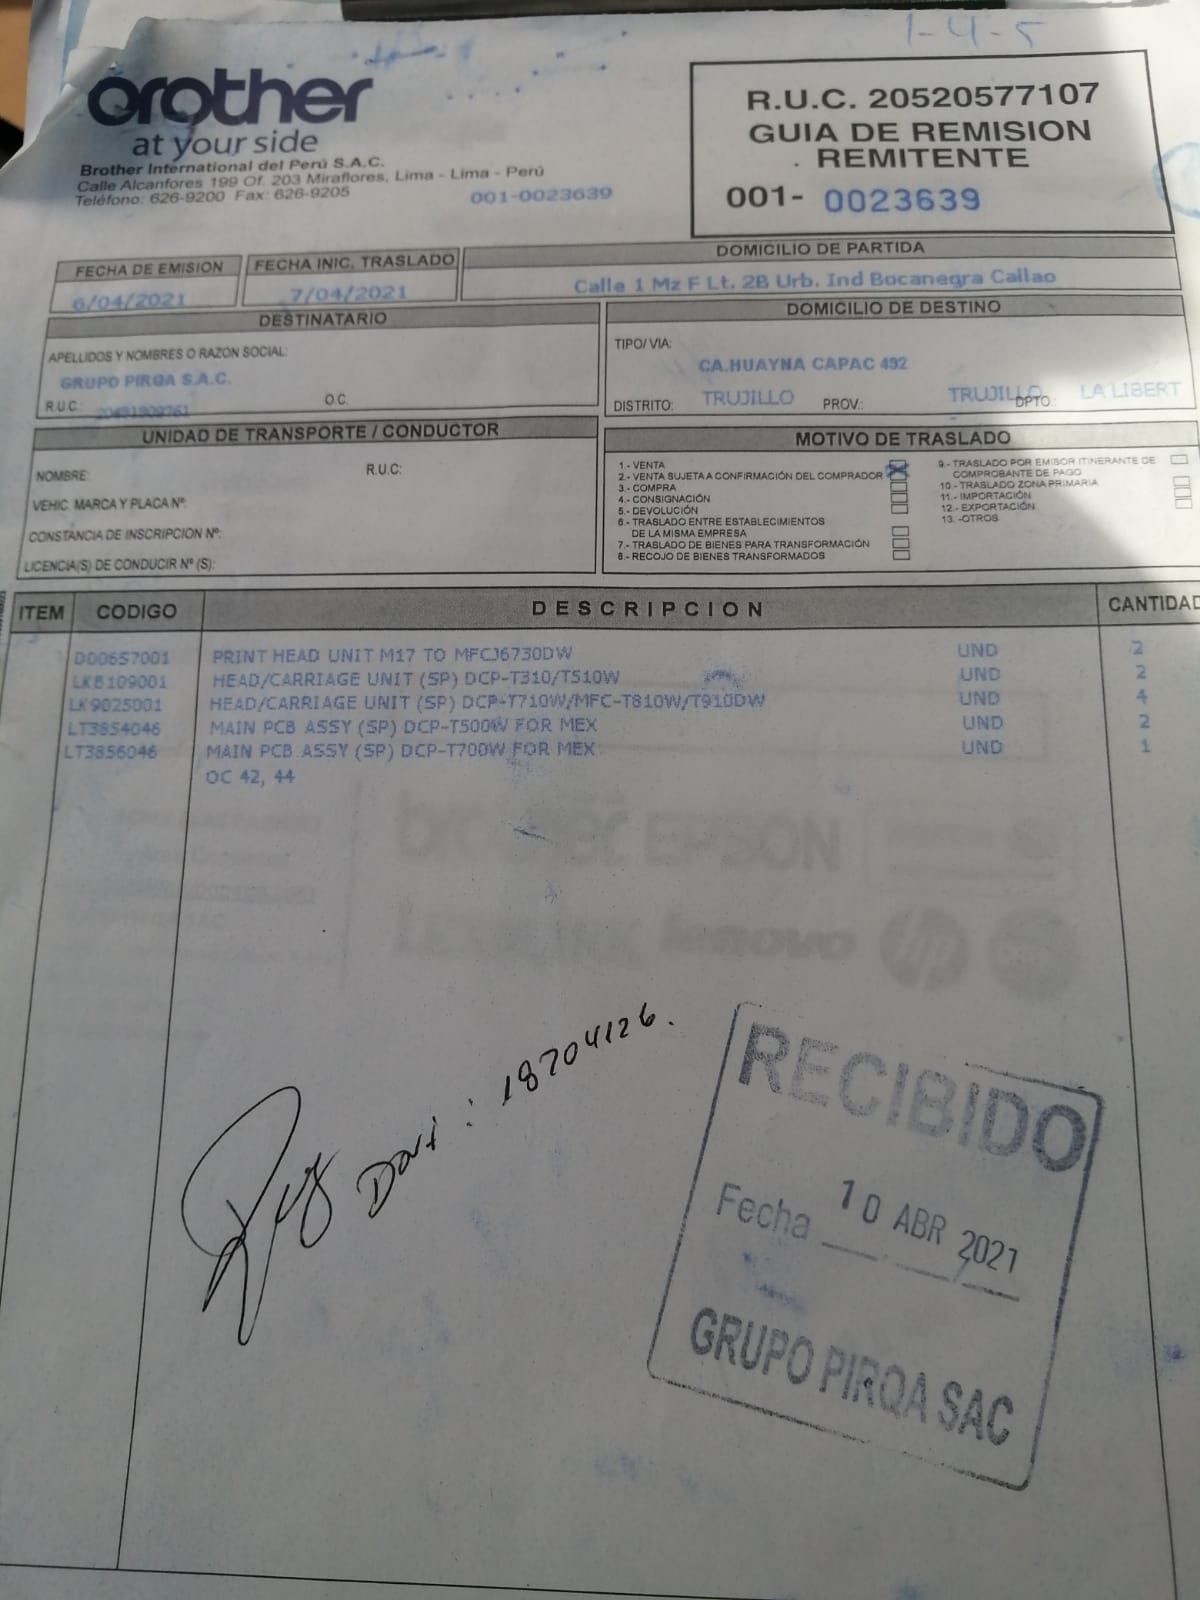 1-4-5
brother
at your side
Brother International del Perú S.A.C.
Calle Alcanfores 199 Of. 203 Miraflores, Lima - Lima - Perú
Teléfono: 626-9200 Fax: 626-9205
001-0023639
R.U.C. 20520577107
GUIA DE REMISION
REMITENTE
001- 0023639
FECHA DE EMISION
6/04/2021
FECHA INIC. TRASLADO
7/04/2021
DOMICILIO DE PARTIDA
Calle 1 Mz F Lt. 2B Urb. Ind Bocanegra Callao
DESTINATARIO
APELLIDOS Y NOMBRES O RAZON SOCIAL:
GRUPO PIRQA S.A.C.
R.U.C.:
O.C.
DOMICILIO DE DESTINO
TIPO/ VIA:
CA.HUAYNA CAPAC 492
DISTRITO: TRUJILLO PROV.: TRUJILLO DPTO.: LA LIBERT
UNIDAD DE TRANSPORTE / CONDUCTOR
NOMBRE: R.U.C:
VEHIC. MARCA Y PLACA Nº:
CONSTANCIA DE INSCRIPCION Nº:
LICENCIA(S) DE CONDUCIR Nº (S):
MOTIVO DE TRASLADO
1.- VENTA
2.- VENTA SUJETA A CONFIRMACIÓN DEL COMPRADOR
3.- COMPRA
4.- CONSIGNACIÓN
5.- DEVOLUCIÓN
6.- TRASLADO ENTRE ESTABLECIMIENTOS
DE LA MISMA EMPRESA
7.- TRASLADO DE BIENES PARA TRANSFORMACIÓN
8.- RECOJO DE BIENES TRANSFORMADOS
9.- TRASLADO POR EMISOR ITINERANTE DE
COMPROBANTE DE PAGO
10.- TRASLADO ZONA PRIMARIA
11.- IMPORTACIÓN
12.- EXPORTACIÓN
13.-OTROS
ITEM CODIGO DESCRIPCION CANTIDAD
D00657001 PRINT HEAD UNIT M17 TO MFCJ6730DW UND 2
LKB109001 HEAD/CARRIAGE UNIT (SP) DCP-T310/T510W UND 2
LK9025001 HEAD/CARRIAGE UNIT (SP) DCP-T710W/MFC-T810W/T910DW UND 4
LT3854046 MAIN PCB ASSY (SP) DCP-T500W FOR MEX UND 2
LT3856046 MAIN PCB ASSY (SP) DCP-T700W FOR MEX UND 1
OC 42, 44
brother EPSON
LEXMARK lenovo hp
: 18704126.
RECIBIDO
Fecha 10 ABR 2021
GRUPO PIRQA SAC